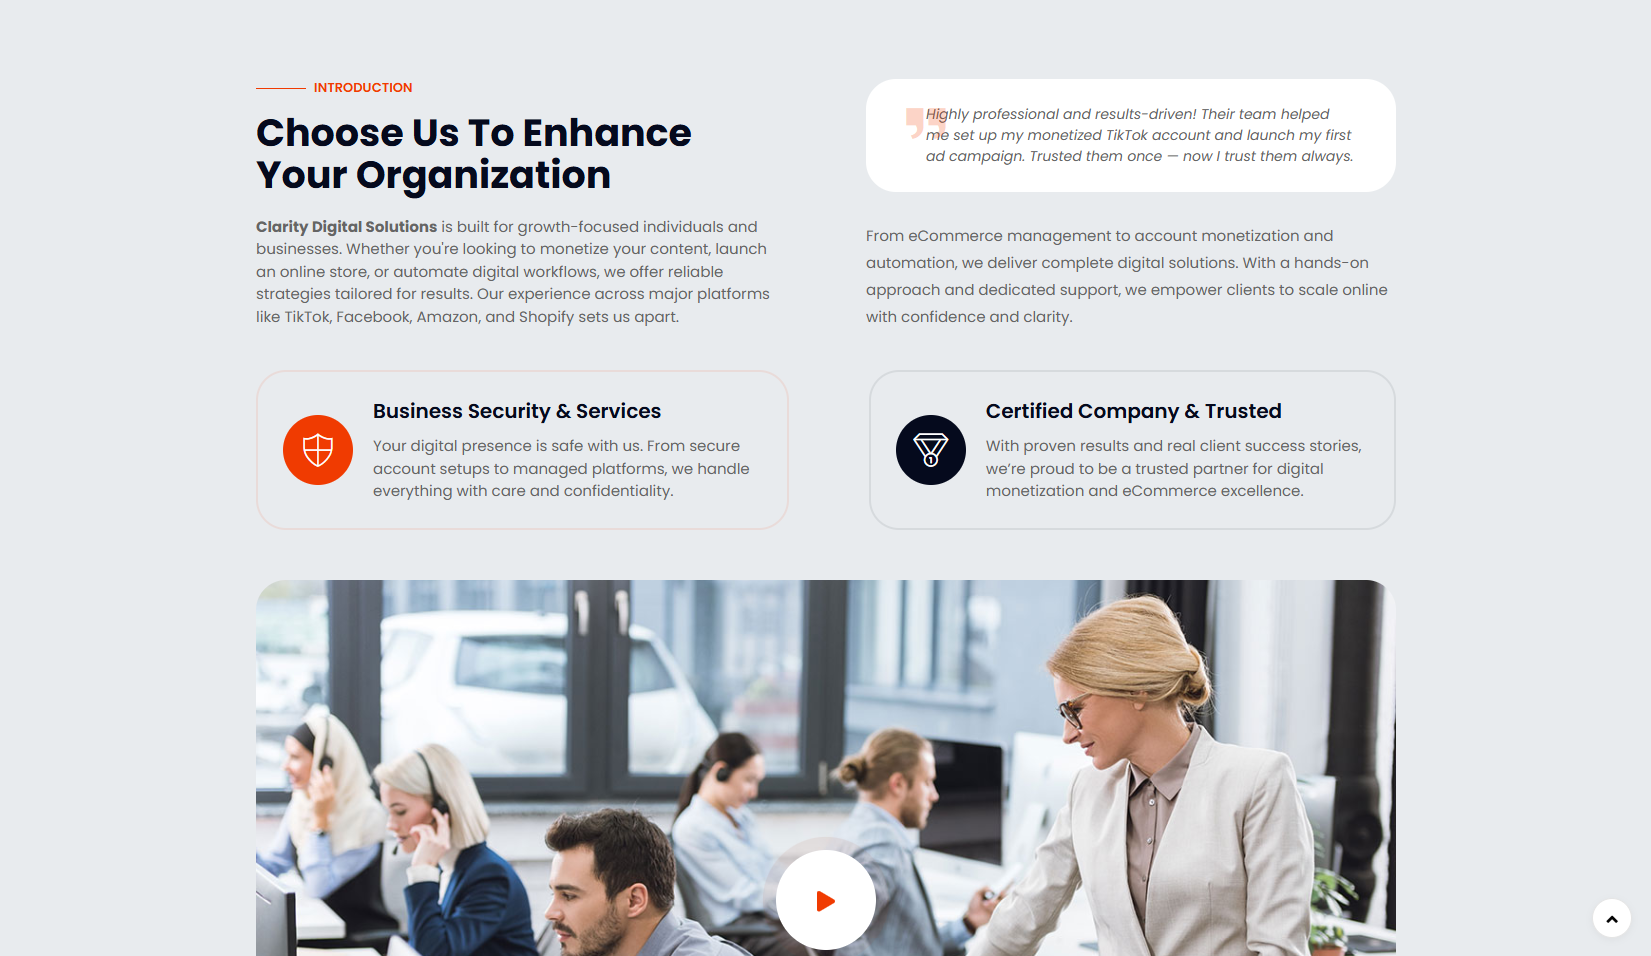 INTRODUCTION
Choose Us To Enhance
Your Organization
Clarity Digital Solutions is built for growth-focused individuals and
businesses. Whether you're looking to monetize your content, launch
an online store, or automate digital workflows, we offer reliable
strategies tailored for results. Our experience across major platforms
like TikTok, Facebook, Amazon, and Shopify sets us apart.
Highly professional and results-driven! Their team helped
me set up my monetized TikTok account and launch my first
ad campaign. Trusted them once — now I trust them always.
From eCommerce management to account monetization and
automation, we deliver complete digital solutions. With a hands-on
approach and dedicated support, we empower clients to scale online
with confidence and clarity.
Business Security & Services
Your digital presence is safe with us. From secure
account setups to managed platforms, we handle
everything with care and confidentiality.
1
Certified Company & Trusted
With proven results and real client success stories,
we’re proud to be a trusted partner for digital
monetization and eCommerce excellence.